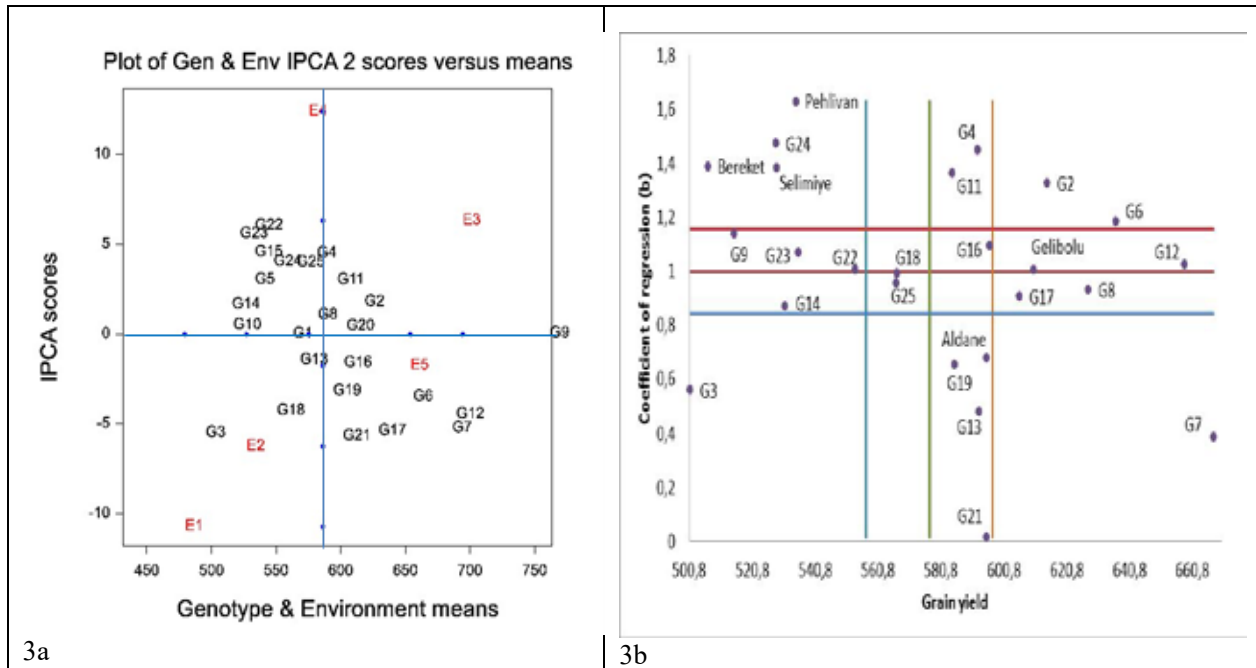 Plot of Gen & Env IPCA 2 scores versus means
E4
10
E3
G22
G23
5
G15
G4
G24
G25
G5
G11
G14
G2
G8
G10
G20
0
G1
G9
G13
G16
E5
G19
G6
G18
G12
-5
G3
G21
G17
G7
E2
-10
E1
450
500
550
600
650
700
750
IPCA scores
Genotype & Environment means
3a
1,8
1,6
Pehlivan
G24
G4
1,4
Bereket
Selimiye
G11
G2
1,2
G6
G9
G23
G22
G18
G16
Gelibolu
G12
1
G14
G25
G17
G8
0,8
Aldane
0,6
G3
G19
G13
0,4
G7
0,2
G21
0
500,8
520,8
540,8
560,8
580,8
600,8
620,8
640,8
660,8
Coefficient of regression (b)
Grain yield
3b